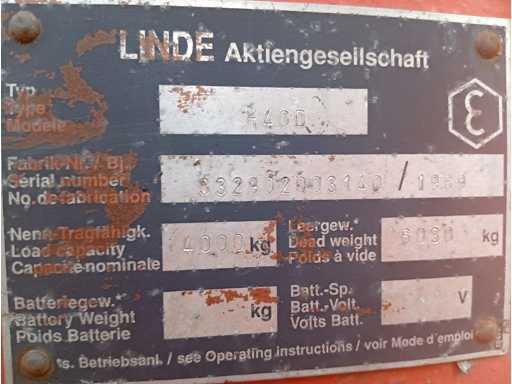 LINDE Aktiengesellschaft
Typ
Type H40D
Modèle
Fabrik-Nr. / Bj.
Serial number /
No. de fabrication
Nenn-Tragfähigk.
Load capacity 4000 kg
Capacité nominale
Leergew.
Dead weight kg
Poids à vide
Batteriegew.
Battery Weight kg
Poids Batterie
Batt.-Sp.
Batt.-Volt. V
Volts Batt.
s. Betriebsanl. / see Operating instructions / voir Mode d'emploi